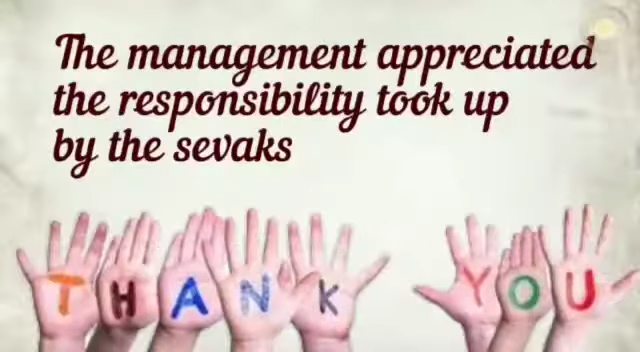 The management appreciated
the responsibility took up
by the sevaks
THANK YOU